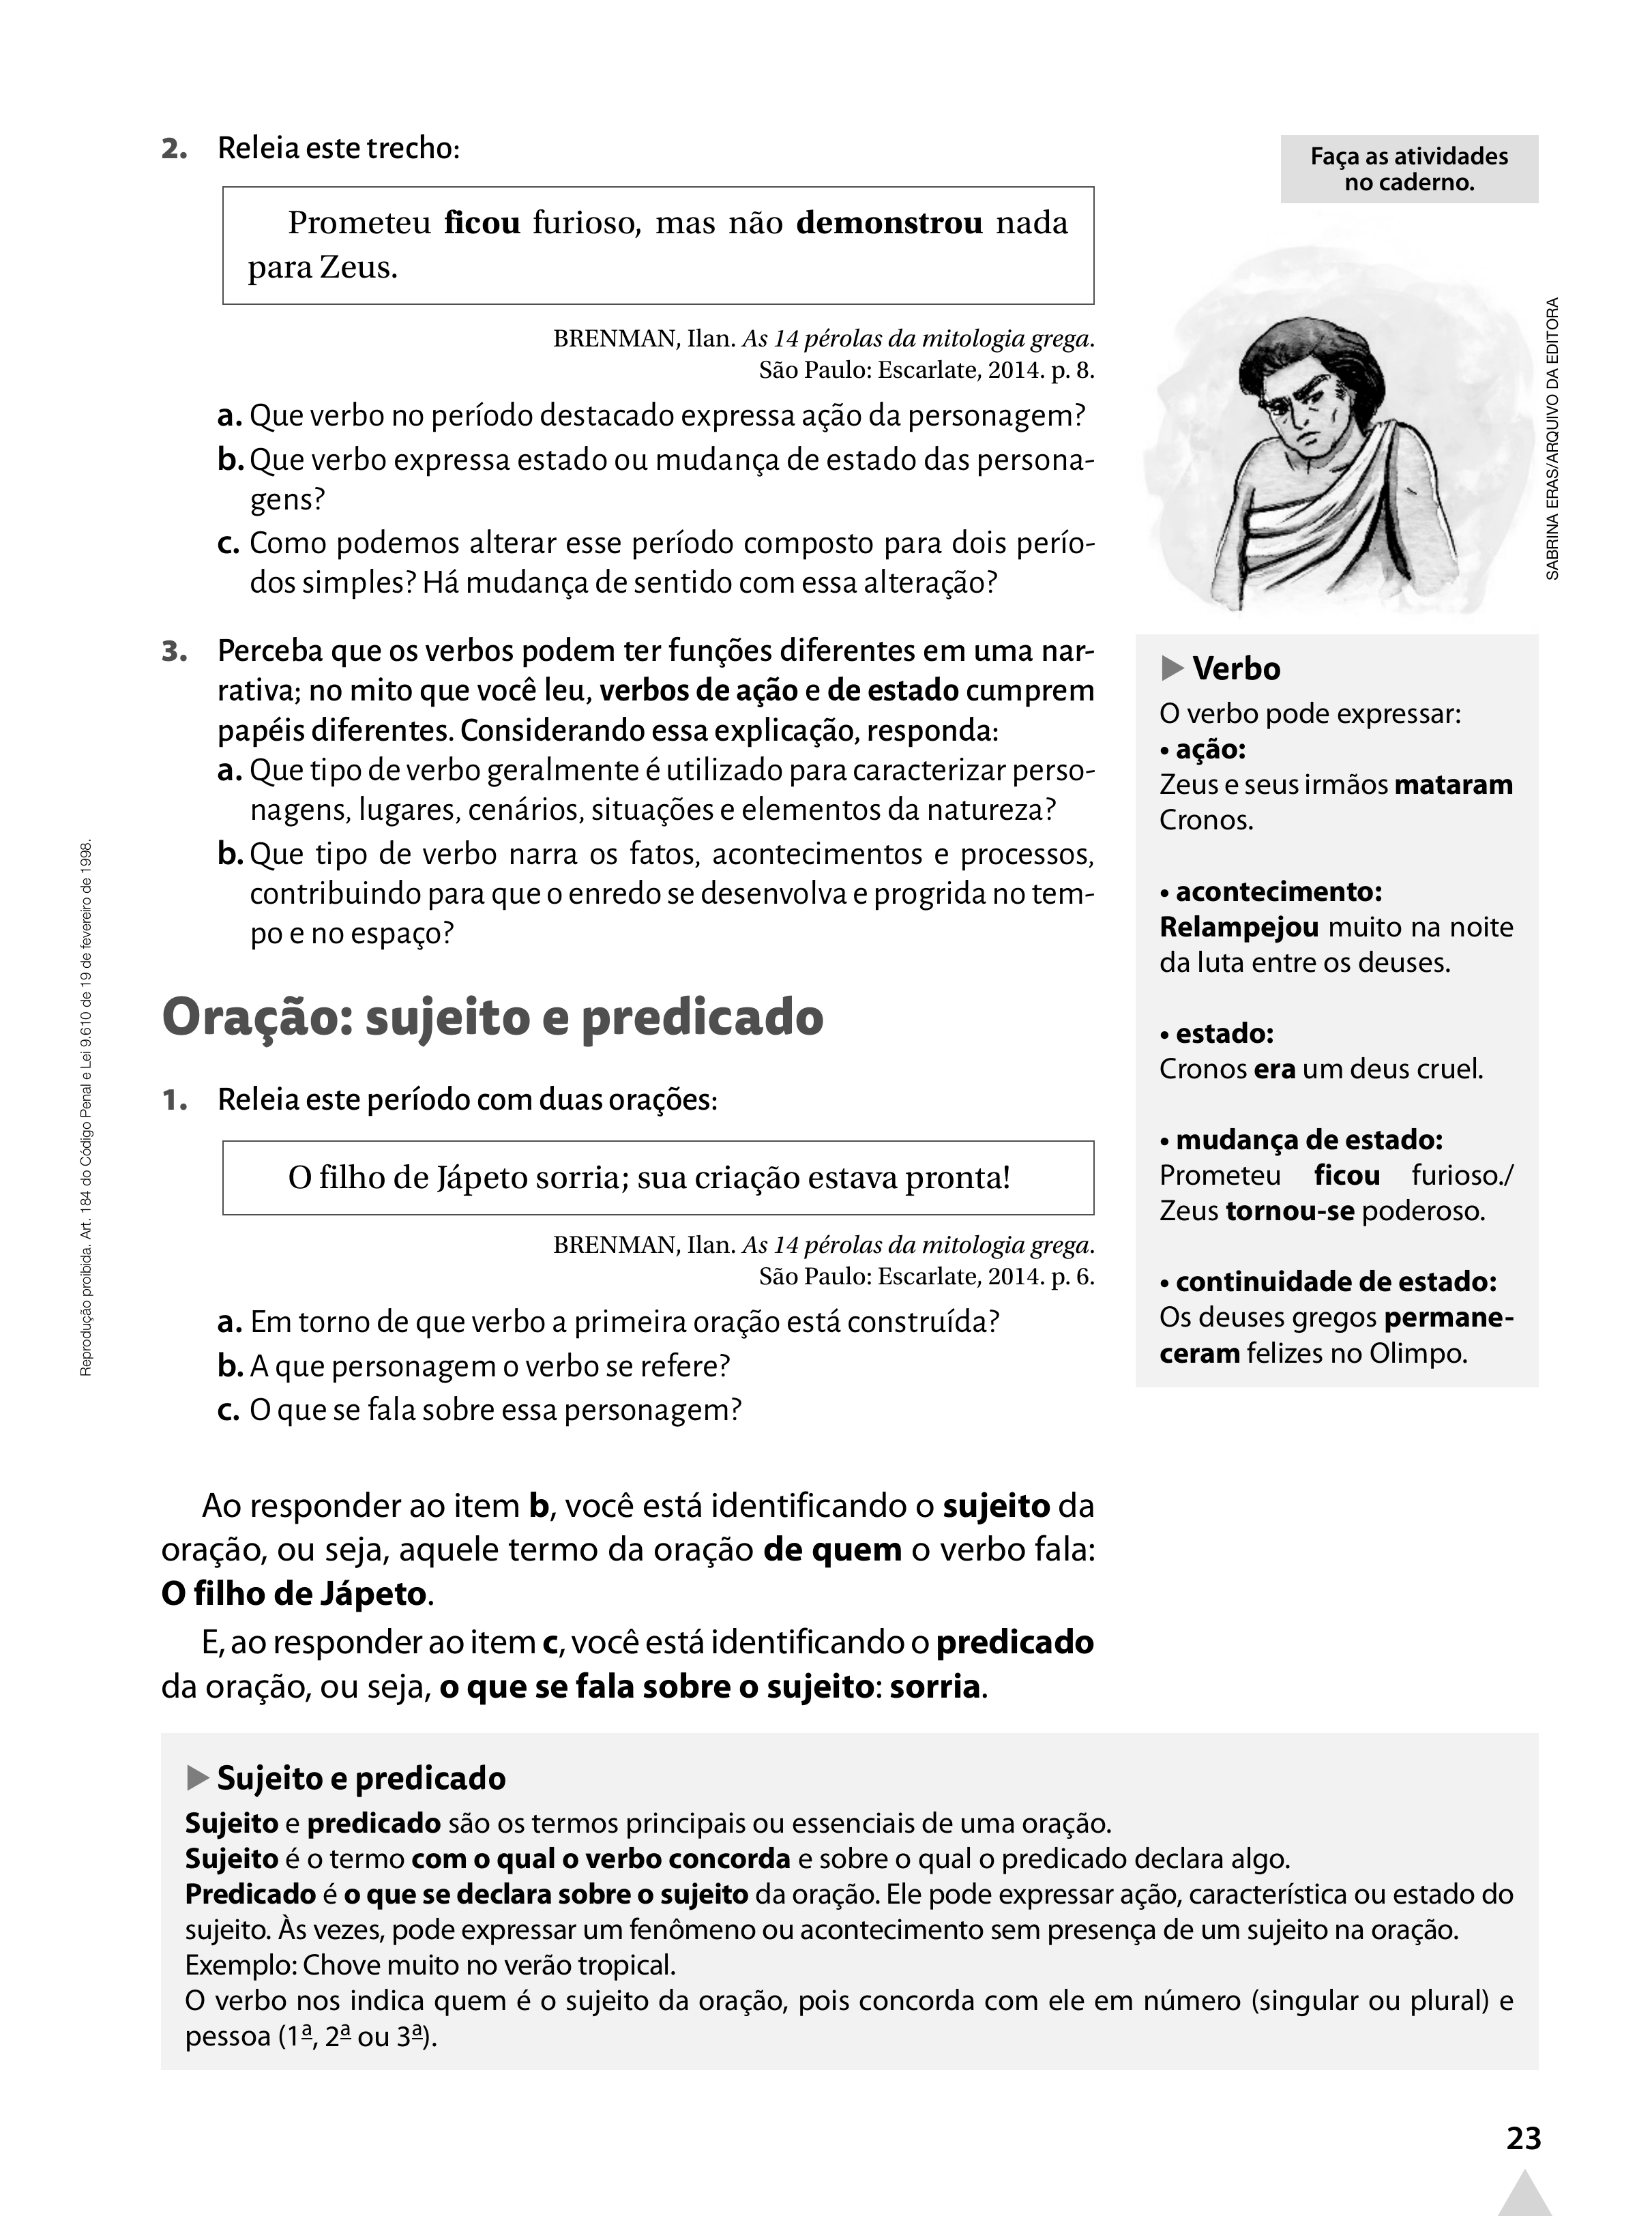 2. Releia este trecho:
Prometeu ficou furioso, mas não demonstrou nada
para Zeus.
BRENMAN, Ilan. As 14 pérolas da mitologia grega.
São Paulo: Escarlate, 2014. p. 8.
a. Que verbo no período destacado expressa ação da personagem?
b. Que verbo expressa estado ou mudança de estado das persona-
gens?
c. Como podemos alterar esse período composto para dois perío-
dos simples? Há mudança de sentido com essa alteração?
3. Perceba que os verbos podem ter funções diferentes em uma nar-
rativa; no mito que você leu, verbos de ação e de estado cumprem
papéis diferentes. Considerando essa explicação, responda:
a. Que tipo de verbo geralmente é utilizado para caracterizar perso-
nagens, lugares, cenários, situações e elementos da natureza?
b. Que tipo de verbo narra os fatos, acontecimentos e processos,
contribuindo para que o enredo se desenvolva e progrida no tem-
po e no espaço?
Oração: sujeito e predicado
1. Releia este período com duas orações:
O filho de Jápeto sorria; sua criação estava pronta!
BRENMAN, Ilan. As 14 pérolas da mitologia grega.
São Paulo: Escarlate, 2014. p. 6.
a. Em torno de que verbo a primeira oração está construída?
b. A que personagem o verbo se refere?
c. O que se fala sobre essa personagem?
Ao responder ao item b, você está identificando o sujeito da
oração, ou seja, aquele termo da oração de quem o verbo fala:
O filho de Jápeto.
E, ao responder ao item c, você está identificando o predicado
da oração, ou seja, o que se fala sobre o sujeito: sorria.
Faça as atividades
no caderno.
SABRINA ERAS/ARQUIVO DA EDITORA
Verbo
O verbo pode expressar:
• ação:
Zeus e seus irmãos mataram
Cronos.
• acontecimento:
Relampejou muito na noite
da luta entre os deuses.
• estado:
Cronos era um deus cruel.
• mudança de estado:
Prometeu ficou furioso./
Zeus tornou-se poderoso.
• continuidade de estado:
Os deuses gregos permane-
ceram felizes no Olimpo.
Sujeito e predicado
Sujeito e predicado são os termos principais ou essenciais de uma oração.
Sujeito é o termo com o qual o verbo concorda e sobre o qual o predicado declara algo.
Predicado é o que se declara sobre o sujeito da oração. Ele pode expressar ação, característica ou estado do
sujeito. Às vezes, pode expressar um fenômeno ou acontecimento sem presença de um sujeito na oração.
Exemplo: Chove muito no verão tropical.
O verbo nos indica quem é o sujeito da oração, pois concorda com ele em número (singular ou plural) e
pessoa (1ª, 2ª ou 3ª).
Reprodução proibida. Art. 184 do Código Penal e Lei 9.610 de 19 de fevereiro de 1998.
23